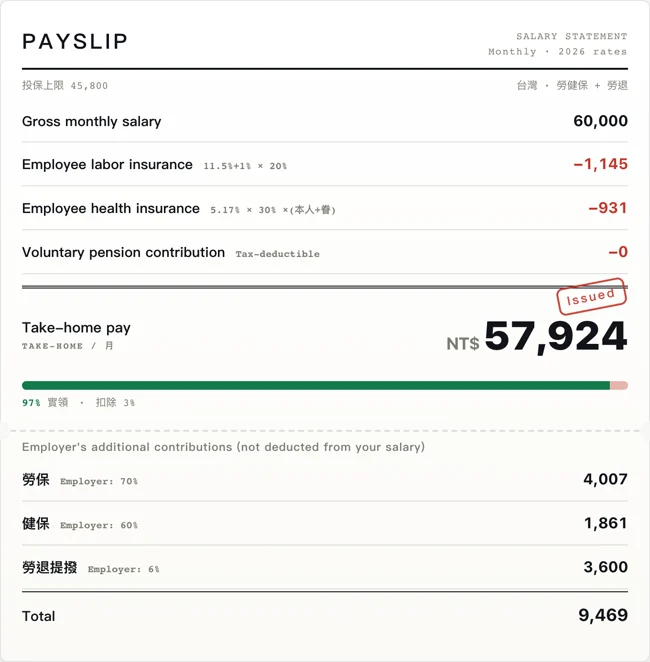 PAYSLIP
SALARY STATEMENT
Monthly · 2026 rates
投保上限 45,800
台灣 · 勞健保 + 勞退
Gross monthly salary 60,000
Employee labor insurance 11.5%+1% × 20% −1,145
Employee health insurance 5.17% × 30% ×(本人+眷) −931
Voluntary pension contribution Tax-deductible −0
Issued
Take-home pay
TAKE-HOME / 月
NT$ 57,924
97% 實領 · 扣除 3%
Employer's additional contributions (not deducted from your salary)
勞保 Employer: 70% 4,007
健保 Employer: 60% 1,861
勞退提撥 Employer: 6% 3,600
Total 9,469